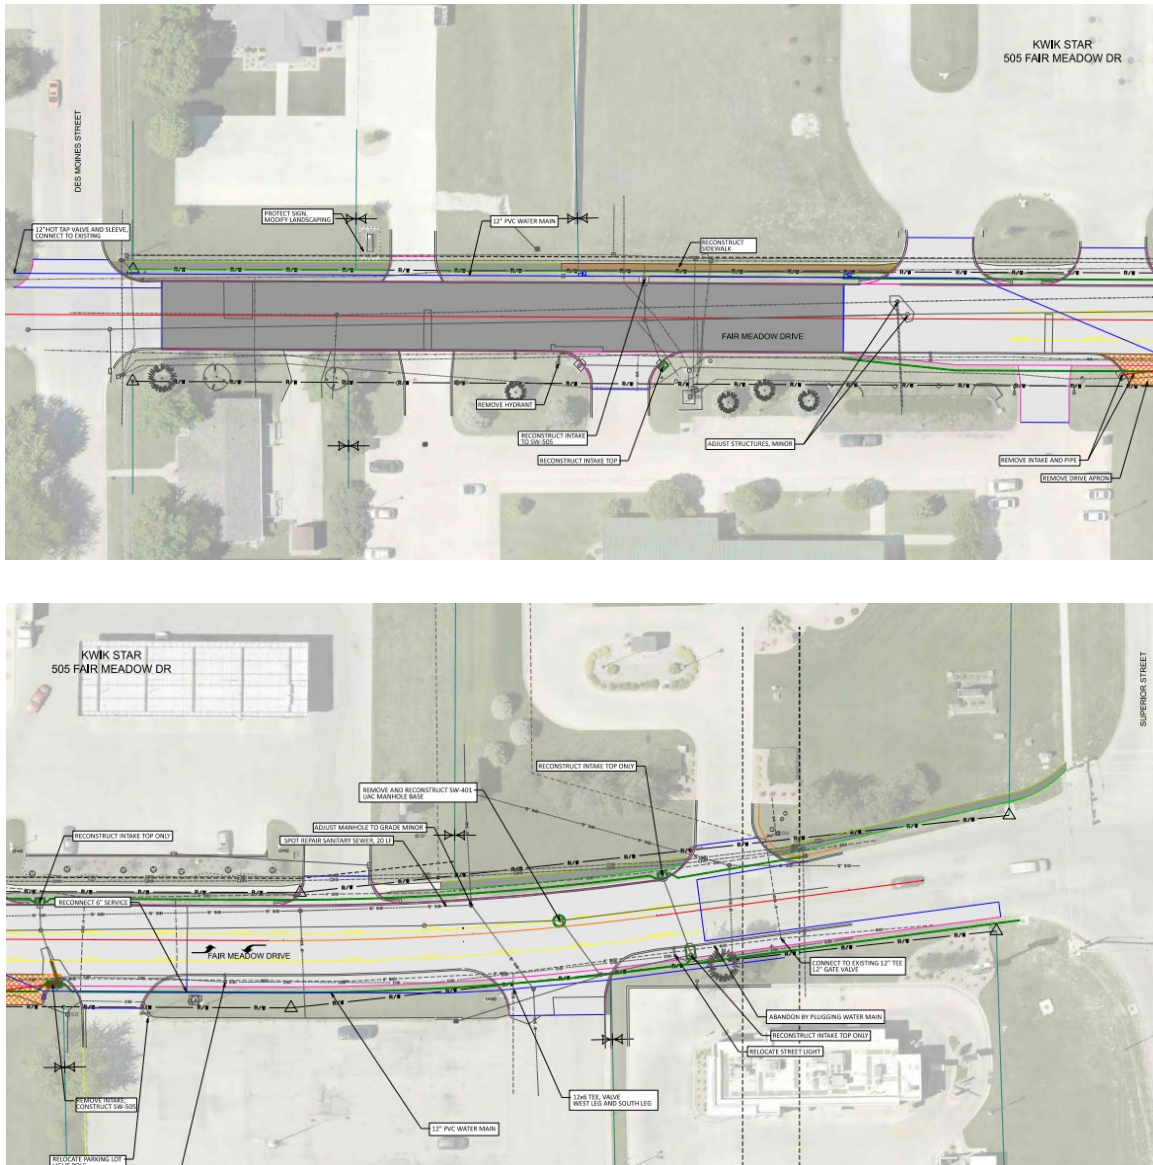 KWIK STAR
505 FAIR MEADOW DR
DES MOINES STREET
PROTECT SIGN,
MODIFY LANDSCAPING
12" PVC WATER MAIN
12"HOT TAP VALVE AND SLEEVE,
CONNECT TO EXISTING
RECONSTRUCT
SIDEWALK
R/W
FAIR MEADOW DRIVE
REMOVE HYDRANT
RECONSTRUCT INTAKE
TO SW-505
RECONSTRUCT INTAKE TOP
ADJUST STRUCTURES, MINOR
REMOVE INTAKE AND PIPE
REMOVE DRIVE APRON
KWIK STAR
505 FAIR MEADOW DR
SUPERIOR STREET
RECONSTRUCT INTAKE TOP ONLY
REMOVE AND RECONSTRUCT SW-401
UAC MANHOLE BASE
ADJUST MANHOLE TO GRADE MINOR
RECONSTRUCT INTAKE TOP ONLY
SPOT REPAIR SANITARY SEWER, 20 LF
RECONNECT 6" SERVICE
R/W
FAIR MEADOW DRIVE
CONNECT TO EXISTING 12" TEE
12" GATE VALVE
ABANDON BY PLUGGING WATER MAIN
RECONSTRUCT INTAKE TOP ONLY
RELOCATE STREET LIGHT
REMOVE INTAKE,
CONSTRUCT SW-505
12x6 TEE, VALVE
WEST LEG AND SOUTH LEG
12" PVC WATER MAIN
RELOCATE PARKING LOT
LIGHT POLE